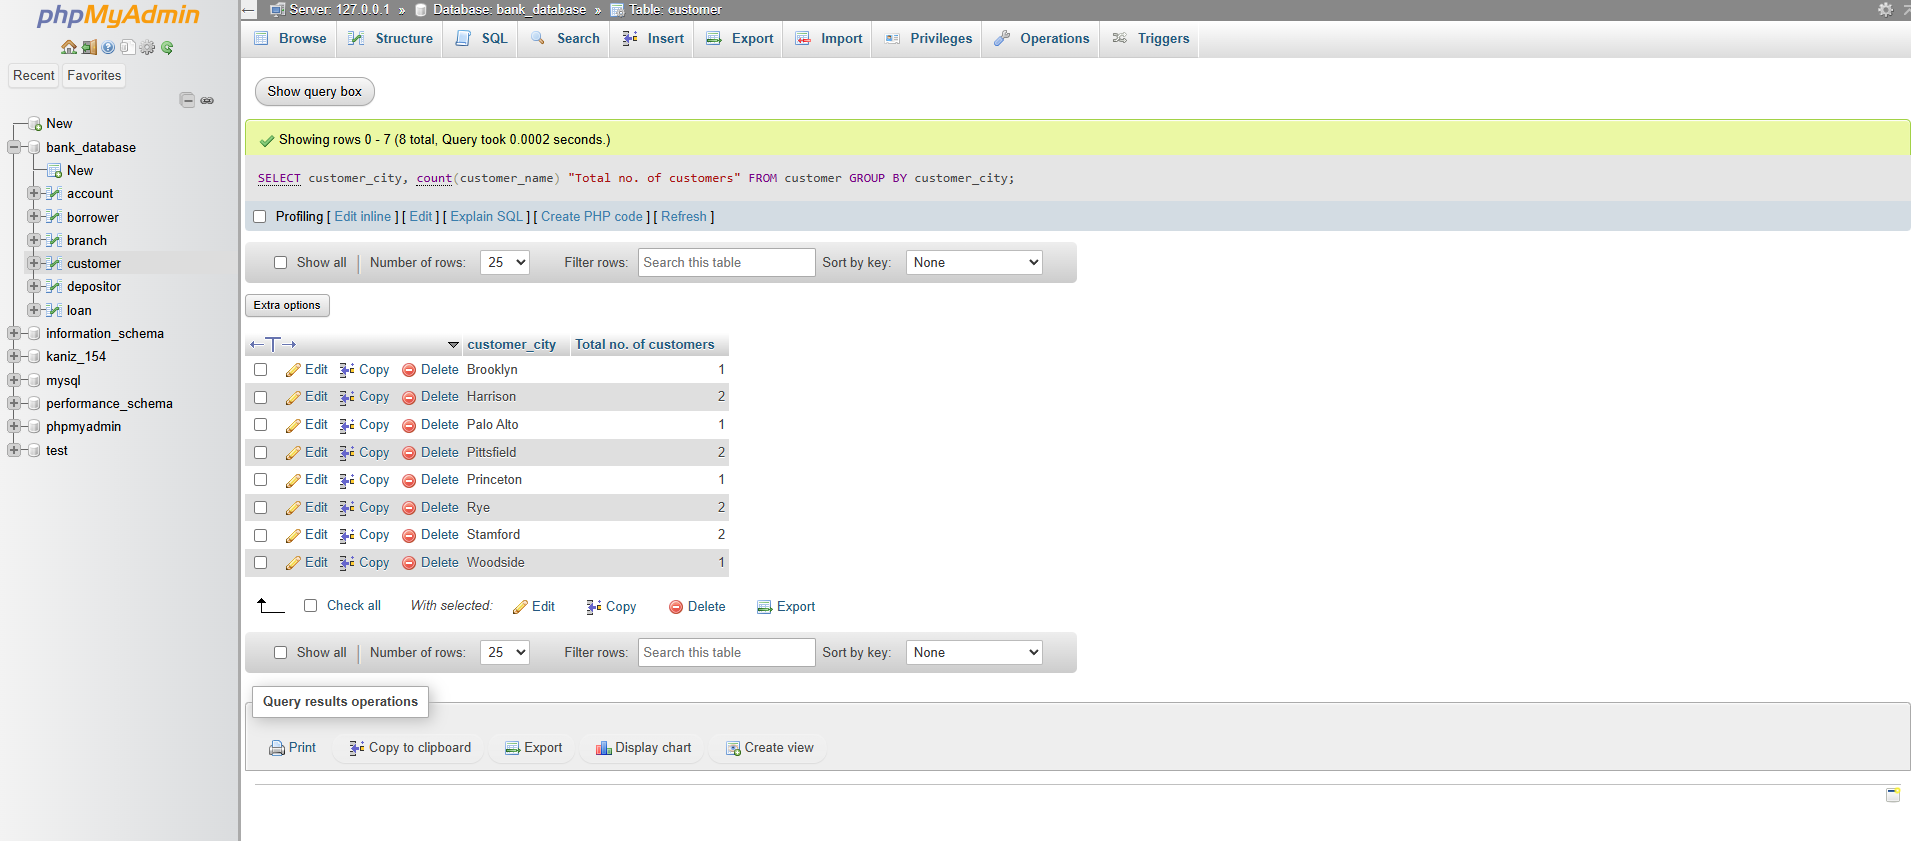 phpMyAdmin
Recent Favorites
New
bank_database
New
account
borrower
branch
customer
depositor
loan
information_schema
kaniz_154
mysql
performance_schema
phpmyadmin
test
Server: 127.0.0.1 » Database: bank_database » Table: customer
Browse Structure SQL Search Insert Export Import Privileges Operations Triggers
Show query box
Showing rows 0 - 7 (8 total, Query took 0.0002 seconds.)
SELECT customer_city, count(customer_name) "Total no. of customers" FROM customer GROUP BY customer_city;
Profiling [ Edit inline ] [ Edit ] [ Explain SQL ] [ Create PHP code ] [ Refresh ]
Show all Number of rows: 25 Filter rows: Search this table Sort by key: None
Extra options
customer_city Total no. of customers
Edit Copy Delete Brooklyn 1
Edit Copy Delete Harrison 2
Edit Copy Delete Palo Alto 1
Edit Copy Delete Pittsfield 2
Edit Copy Delete Princeton 1
Edit Copy Delete Rye 2
Edit Copy Delete Stamford 2
Edit Copy Delete Woodside 1
Check all With selected: Edit Copy Delete Export
Show all Number of rows: 25 Filter rows: Search this table Sort by key: None
Query results operations
Print Copy to clipboard Export Display chart Create view